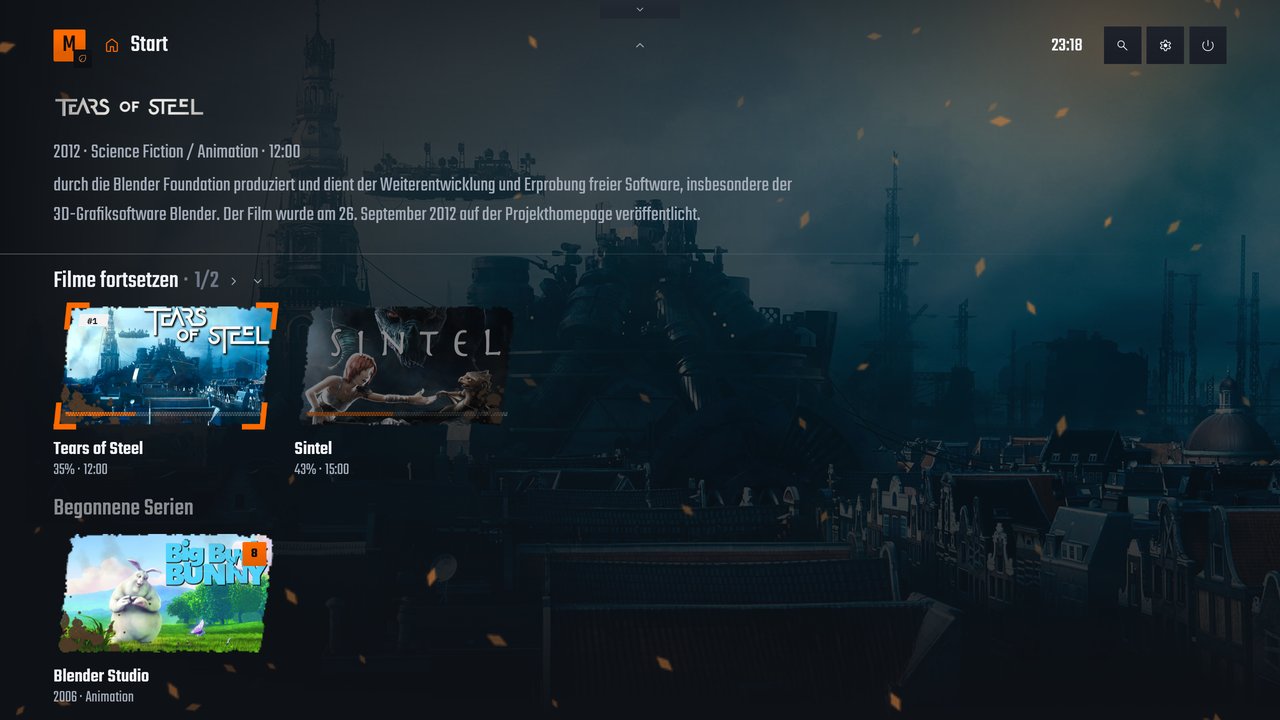 M
Start
23:18
TEARS OF STEEL
2012 · Science Fiction / Animation · 12:00
durch die Blender Foundation produziert und dient der Weiterentwicklung und Erprobung freier Software, insbesondere der
3D-Grafiksoftware Blender. Der Film wurde am 26. September 2012 auf der Projekthomepage veröffentlicht.
Filme fortsetzen · 1/2
#1
TEARS
OF STEEL
SINTEL
Tears of Steel
35% · 12:00
Sintel
43% · 15:00
Begonnene Serien
8
BUNNY
Blender Studio
2006 · Animation